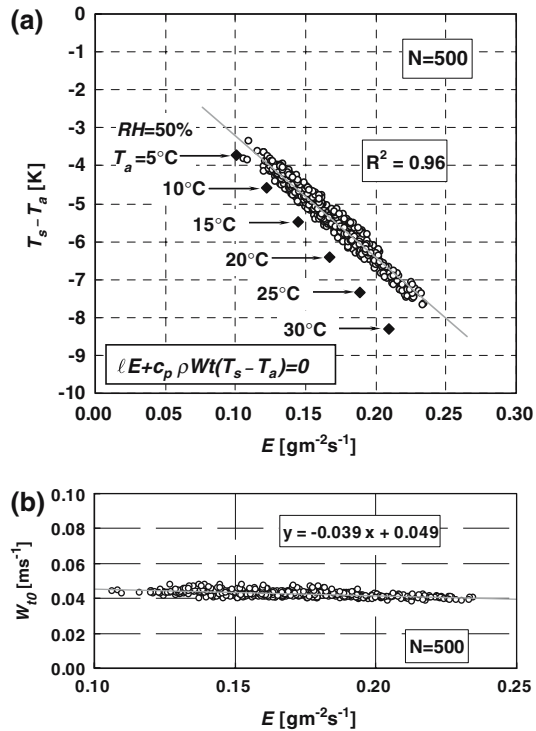 (a)
0
-1
-2
-3
-4
-5
-6
-7
-8
-9
-10
Ts–Ta [K]
N=500
R² = 0.96
RH=50%
Ta=5°C
10°C
15°C
20°C
25°C
30°C
ℓE+cp ρWt(Ts–Ta)=0
0.00 0.05 0.10 0.15 0.20 0.25 0.30
E [gm⁻²s⁻¹]
(b)
0.10
0.08
0.06
0.04
0.02
0.00
Wt0 [ms⁻¹]
y = -0.039 x + 0.049
N=500
0.10 0.15 0.20 0.25
E [gm⁻²s⁻¹]